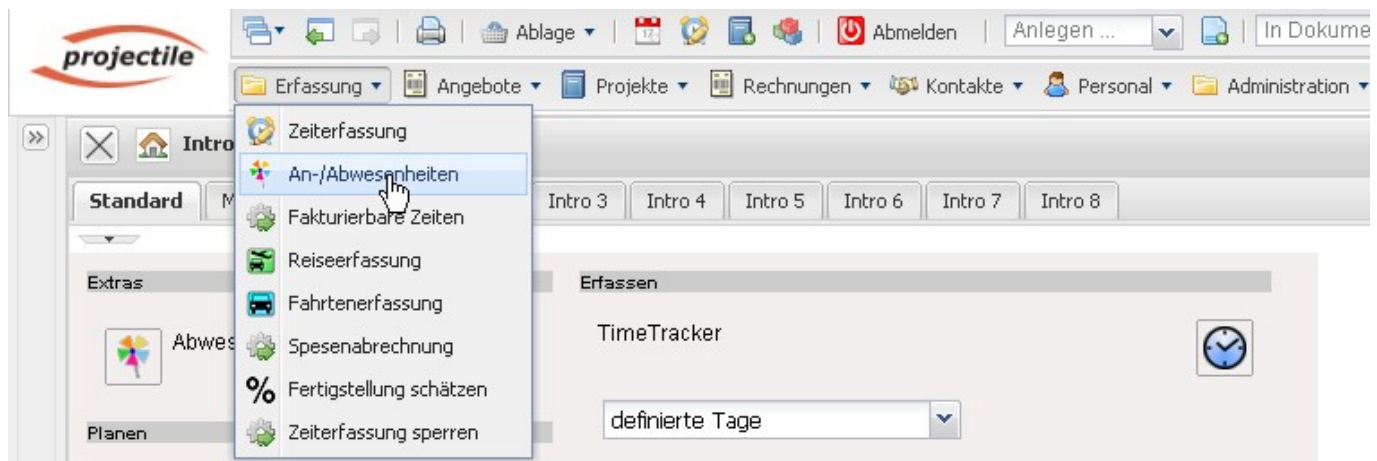 projectile
Ablage
17
Abmelden
Anlegen ...
In Dokume
Erfassung
Angebote
Projekte
Rechnungen
Kontakte
Personal
Administration
Intro
Zeiterfassung
An-/Abwesenheiten
Fakturierbare Zeiten
Reiseerfassung
Fahrtenerfassung
Spesenabrechnung
% Fertigstellung schätzen
Zeiterfassung sperren
Standard
M
Intro 3
Intro 4
Intro 5
Intro 6
Intro 7
Intro 8
Extras
Abwes
Planen
Erfassen
TimeTracker
definierte Tage